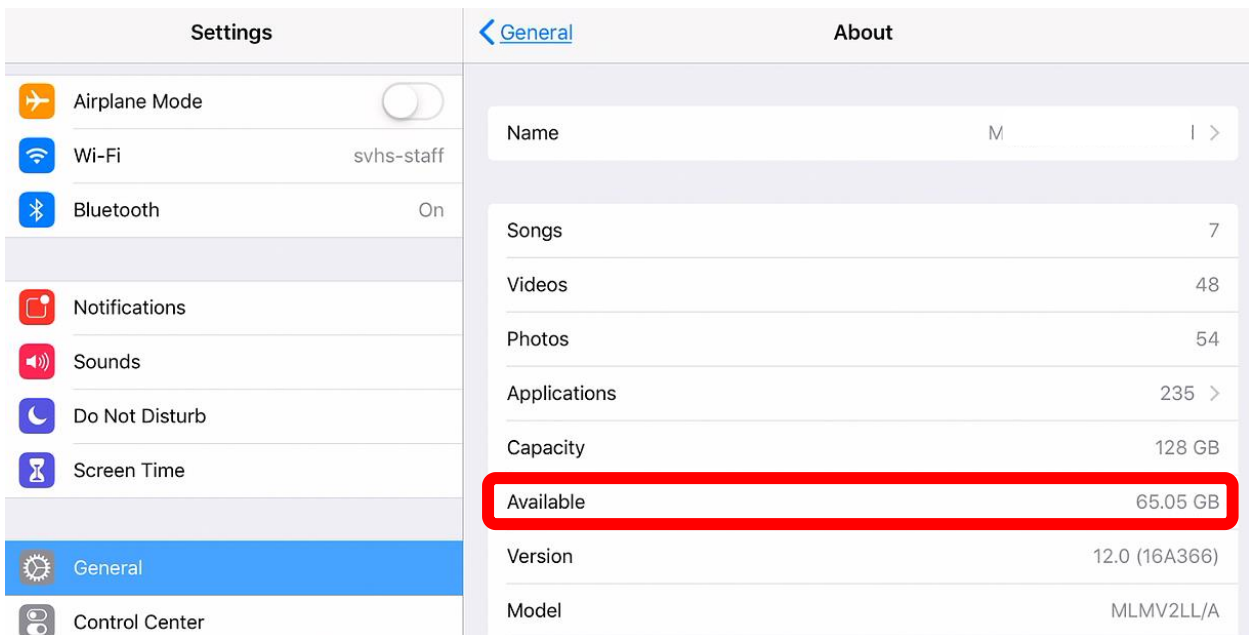 Settings
Airplane Mode
Wi-Fi svhs-staff
Bluetooth On
Notifications
Sounds
Do Not Disturb
Screen Time
General
Control Center
General About
Name M
Songs 7
Videos 48
Photos 54
Applications 235
Capacity 128 GB
Available 65.05 GB
Version 12.0 (16A366)
Model MLMV2LL/A